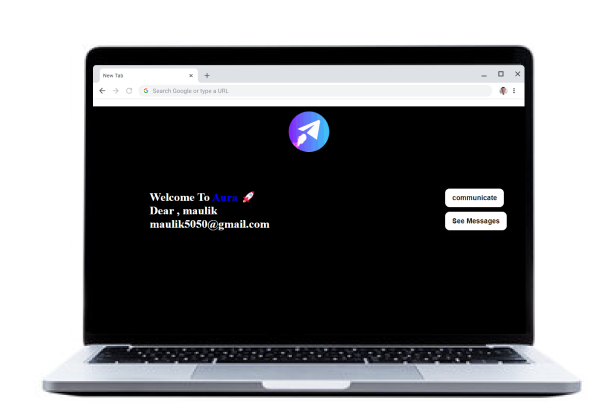 New Tab
Search Google or type a URL
Welcome To Aura 🚀
Dear , maulik
maulik5050@gmail.com
communicate
See Messages